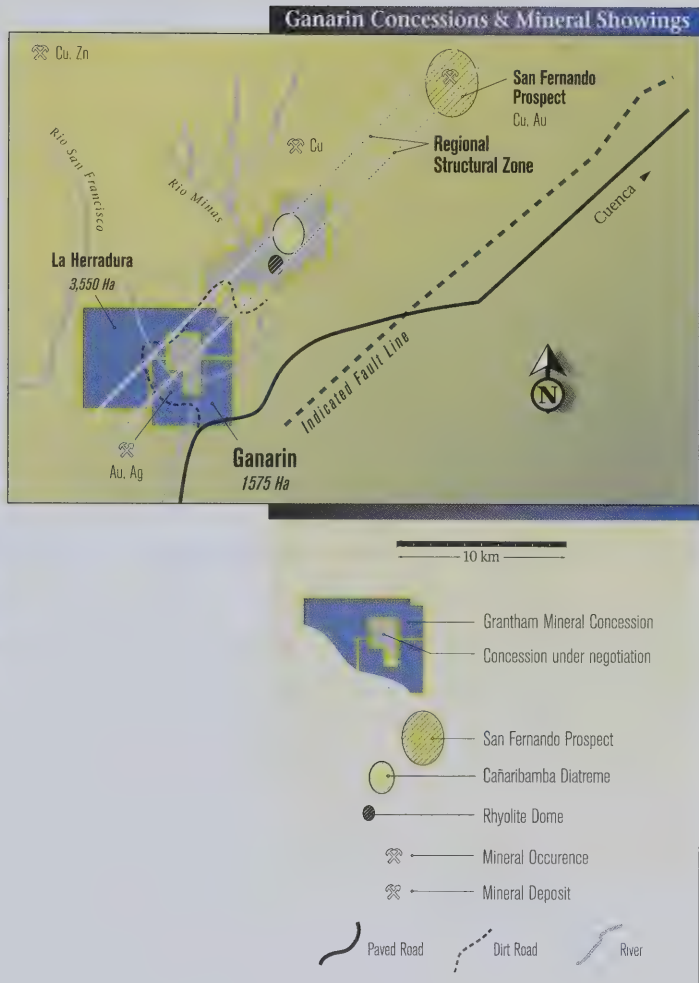 Ganarin Concessions & Mineral Showings
Cu, Zn
San Fernando
Prospect
Cu, Au
Cu
Regional
Structural Zone
Rio San Francisco
Rio Minas
Cuenca
La Herradura
3,550 Ha
Indicated Fault Line
N
Au, Ag
Ganarin
1575 Ha
10 km
Grantham Mineral Concession
Concession under negotiation
San Fernando Prospect
Cañaribamba Diatreme
Rhyolite Dome
Mineral Occurence
Mineral Deposit
Paved Road
Dirt Road
River